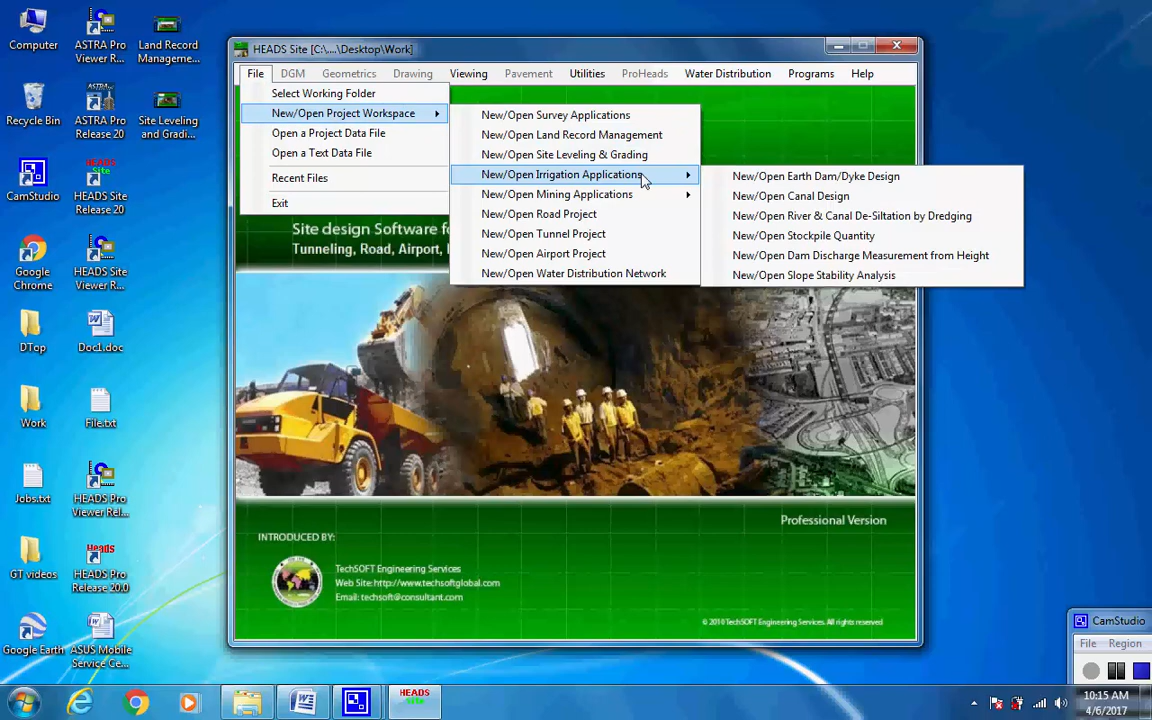 Computer
ASTRA Pro
Viewer R...
Land Record
Manageme...
Recycle Bin
ASTRA Pro
Release 20
Site Leveling
and Gradi...
CamStudio
HEADS Site
Release 20
Google
Chrome
HEADS Site
Viewer R...
DTop
Doc1.doc
Work
File.txt
Jobs.txt
HEADS Pro
Viewer Rel...
GT videos
Heads
HEADS Pro
Release 20.0
Google Earth
ASUS Mobile
Service Ce...
HEADS Site [C:\....\Desktop\Work]
File DGM Geometrics Drawing Viewing Pavement Utilities ProHeads Water Distribution Programs Help
Select Working Folder
New/Open Project Workspace
Open a Project Data File
Open a Text Data File
Recent Files
Exit
New/Open Survey Applications
New/Open Land Record Management
New/Open Site Leveling & Grading
New/Open Irrigation Applications
New/Open Mining Applications
New/Open Road Project
New/Open Tunnel Project
New/Open Airport Project
New/Open Water Distribution Network
New/Open Earth Dam/Dyke Design
New/Open Canal Design
New/Open River & Canal De-Siltation by Dredging
New/Open Stockpile Quantity
New/Open Dam Discharge Measurement from Height
New/Open Slope Stability Analysis
Site design Software fo
Tunneling, Road, Airport,
Professional Version
INTRODUCED BY:
TechSOFT Engineering Services
Web Site:http://www.techsoftglobal.com
Email: techsoft@consultant.com
© 2010 TechSOFT Engineering Services. All rights reserved
CamStudio
File Region
HEADS
site
10:15 AM
4/6/2017